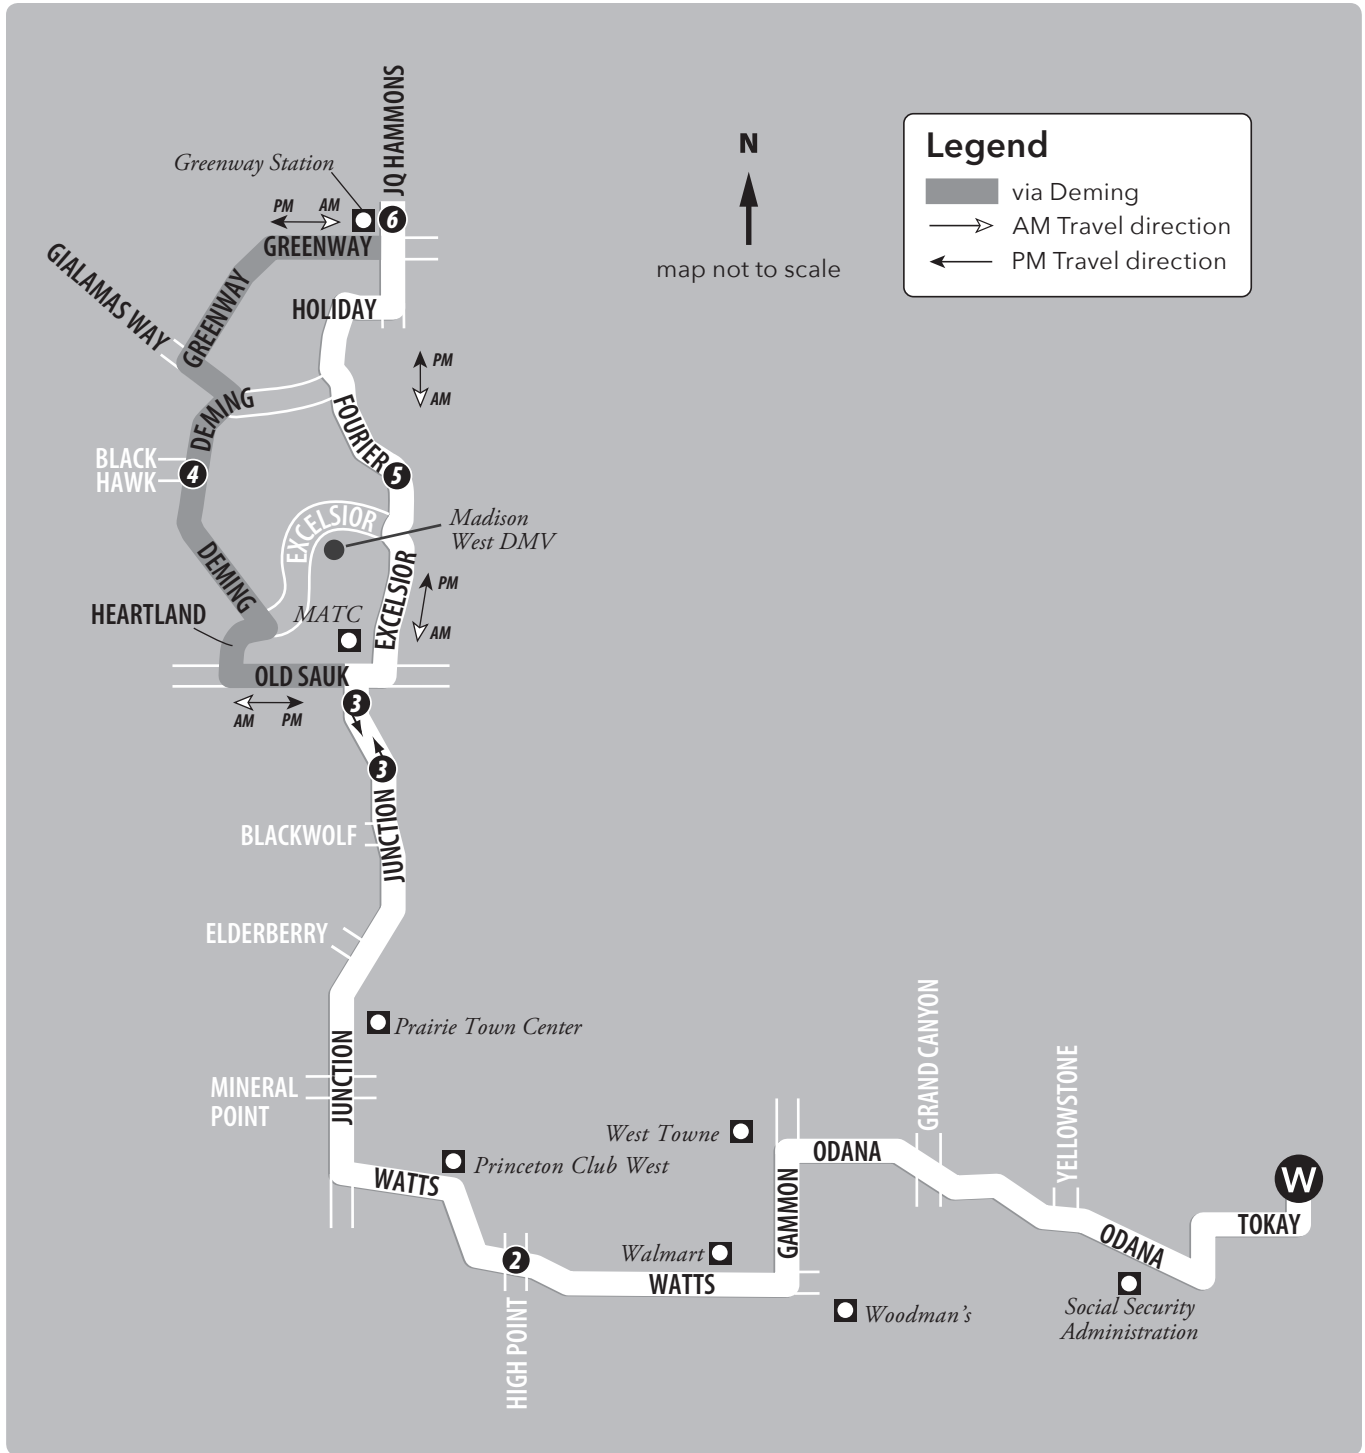 JQ HAMMONS
Greenway Station
PM AM
6
GREENWAY
N
map not to scale
Legend
via Deming
AM Travel direction
PM Travel direction
GIALAMAS WAY
GREENWAY
HOLIDAY
PM
AM
DEMING
FOURIER
BLACK
HAWK
4
5
EXCELSIOR
Madison
West DMV
DEMING
EXCELSIOR
PM
AM
HEARTLAND
MATC
OLD SAUK
AM PM
3
3
JUNCTION
BLACKWOLF
ELDERBERRY
Prairie Town Center
JUNCTION
MINERAL
POINT
GRAND CANYON
YELLOWSTONE
West Towne
Princeton Club West
WATTS
ODANA
GAMMON
W
TOKAY
ODANA
2
Walmart
WATTS
HIGH POINT
Woodman's
Social Security
Administration